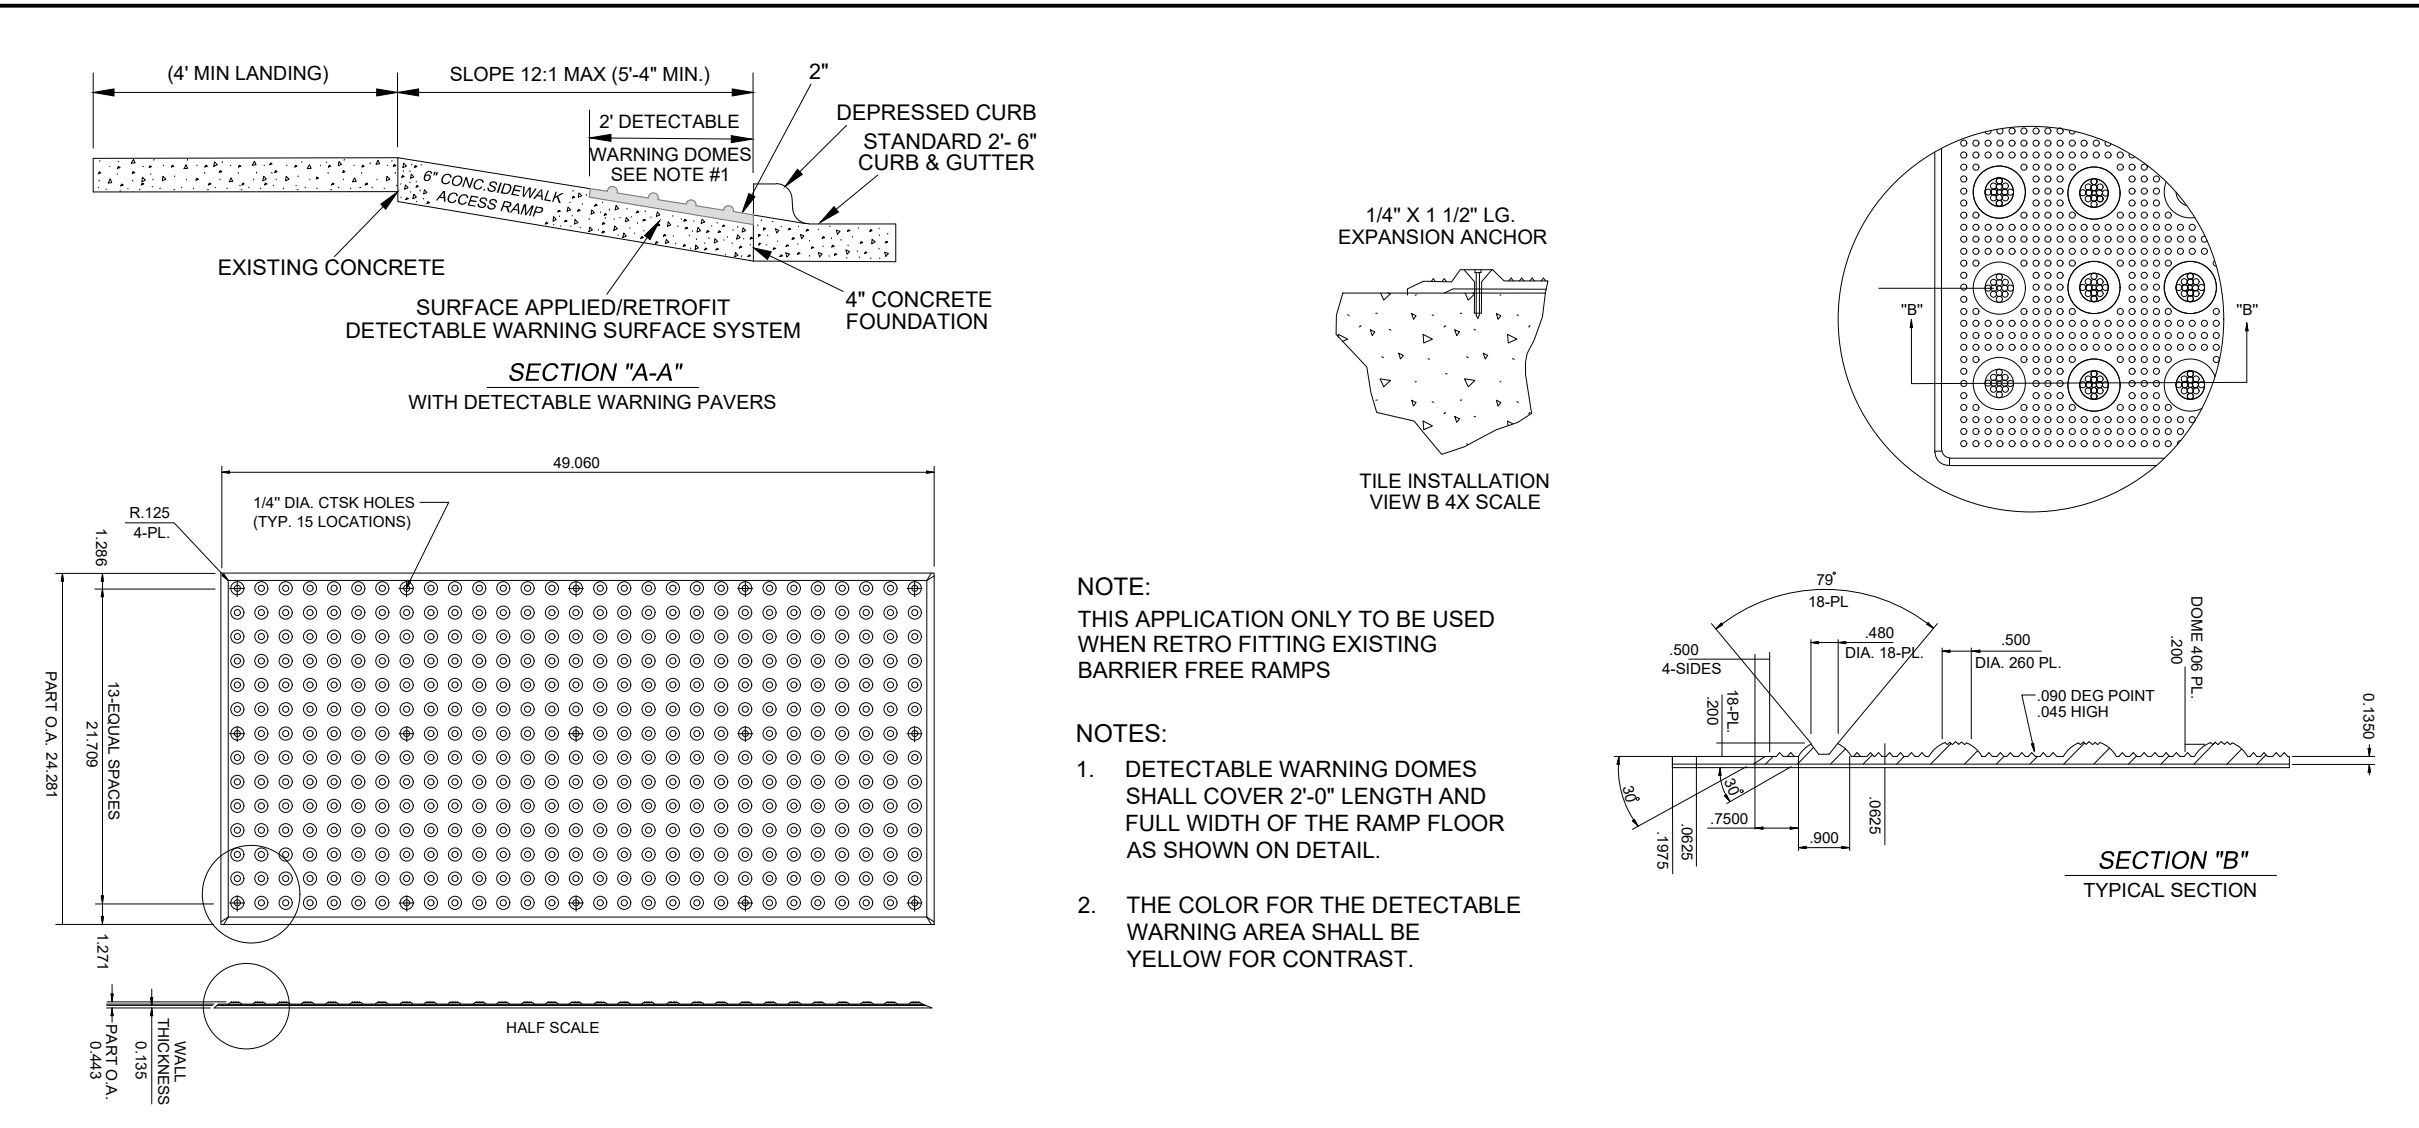 (4' MIN LANDING)
SLOPE 12:1 MAX (5'-4" MIN.)
2"
2' DETECTABLE
WARNING DOMES
SEE NOTE #1
DEPRESSED CURB
STANDARD 2'- 6"
CURB & GUTTER
6" CONC.SIDEWALK
ACCESS RAMP
EXISTING CONCRETE
SURFACE APPLIED/RETROFIT
DETECTABLE WARNING SURFACE SYSTEM
4" CONCRETE
FOUNDATION
SECTION "A-A"
WITH DETECTABLE WARNING PAVERS
1/4" X 1 1/2" LG.
EXPANSION ANCHOR
TILE INSTALLATION
VIEW B 4X SCALE
"B"
"B"
49.060
1/4" DIA. CTSK HOLES
(TYP. 15 LOCATIONS)
R.125
4-PL.
1.286
13-EQUAL SPACES
21.709
PART O.A. 24.281
1.271
WALL
THICKNESS
0.135
PART O.A.
0.443
HALF SCALE
NOTE:
THIS APPLICATION ONLY TO BE USED
WHEN RETRO FITTING EXISTING
BARRIER FREE RAMPS
NOTES:
1. DETECTABLE WARNING DOMES
SHALL COVER 2'-0" LENGTH AND
FULL WIDTH OF THE RAMP FLOOR
AS SHOWN ON DETAIL.
2. THE COLOR FOR THE DETECTABLE
WARNING AREA SHALL BE
YELLOW FOR CONTRAST.
79°
18-PL
.480
DIA. 18-PL.
.500
4-SIDES
.500
DIA. 260 PL.
DOME 406 PL.
.200
18-PL.
.200
.090 DEG POINT
.045 HIGH
0.1350
30°
30°
.7500
.900
.0625
.0625
.1975
SECTION "B"
TYPICAL SECTION